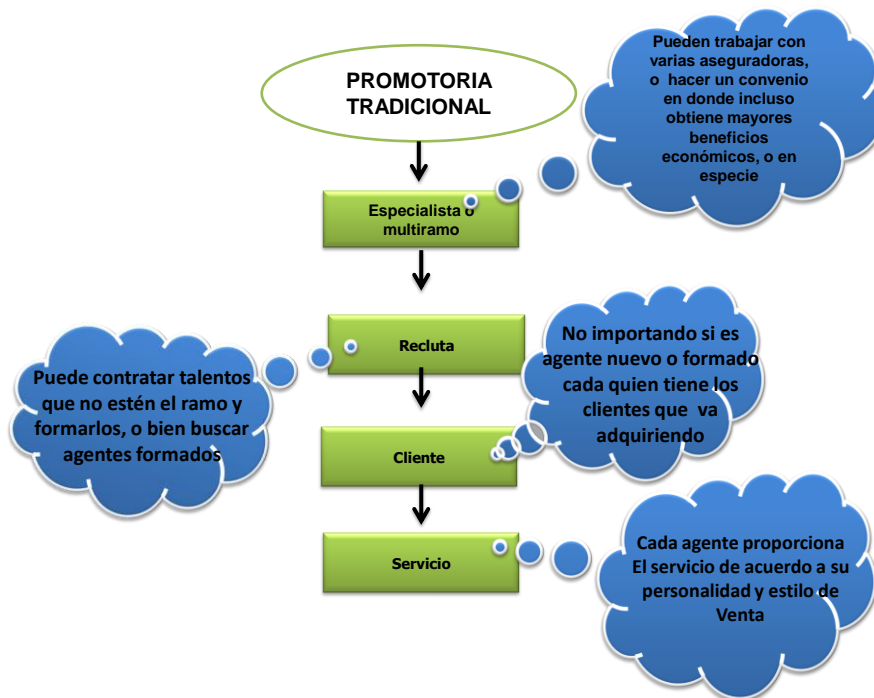 PROMOTORIA
TRADICIONAL
Pueden trabajar con
varias aseguradoras,
o hacer un convenio
en donde incluso
obtiene mayores
beneficios
económicos, o en
especie
Especialista o
multiramo
Recluta
Puede contratar talentos
que no estén el ramo y
formarlos, o bien buscar
agentes formados
No importando si es
agente nuevo o formado
cada quien tiene los
clientes que va
adquiriendo
Cliente
Servicio
Cada agente proporciona
El servicio de acuerdo a su
personalidad y estilo de
Venta